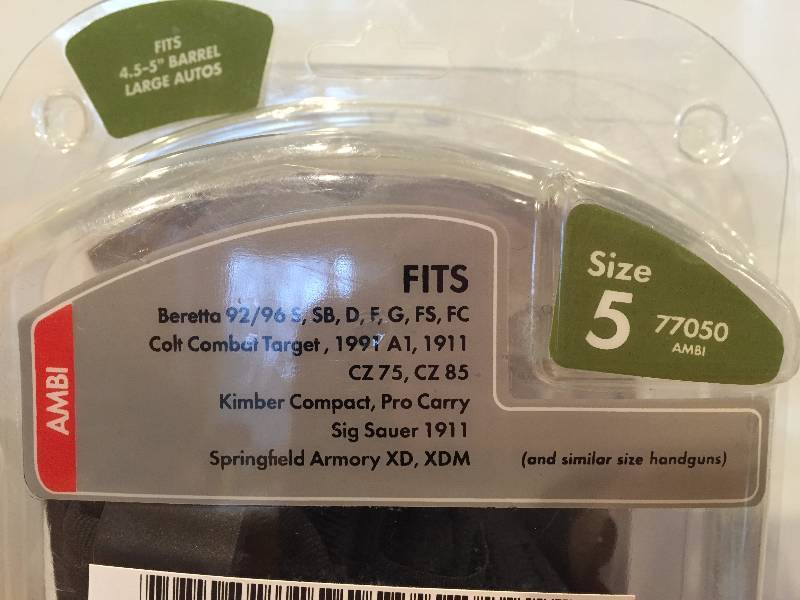 FITS
4.5–5" BARREL
LARGE AUTOS
FITS
Beretta 92/96 S, SB, D, F, G, FS, FC
Colt Combat Target , 1991 A1, 1911
CZ 75, CZ 85
Kimber Compact, Pro Carry
Sig Sauer 1911
Springfield Armory XD, XDM
(and similar size handguns)
AMBI
Size
5 77050
AMBI